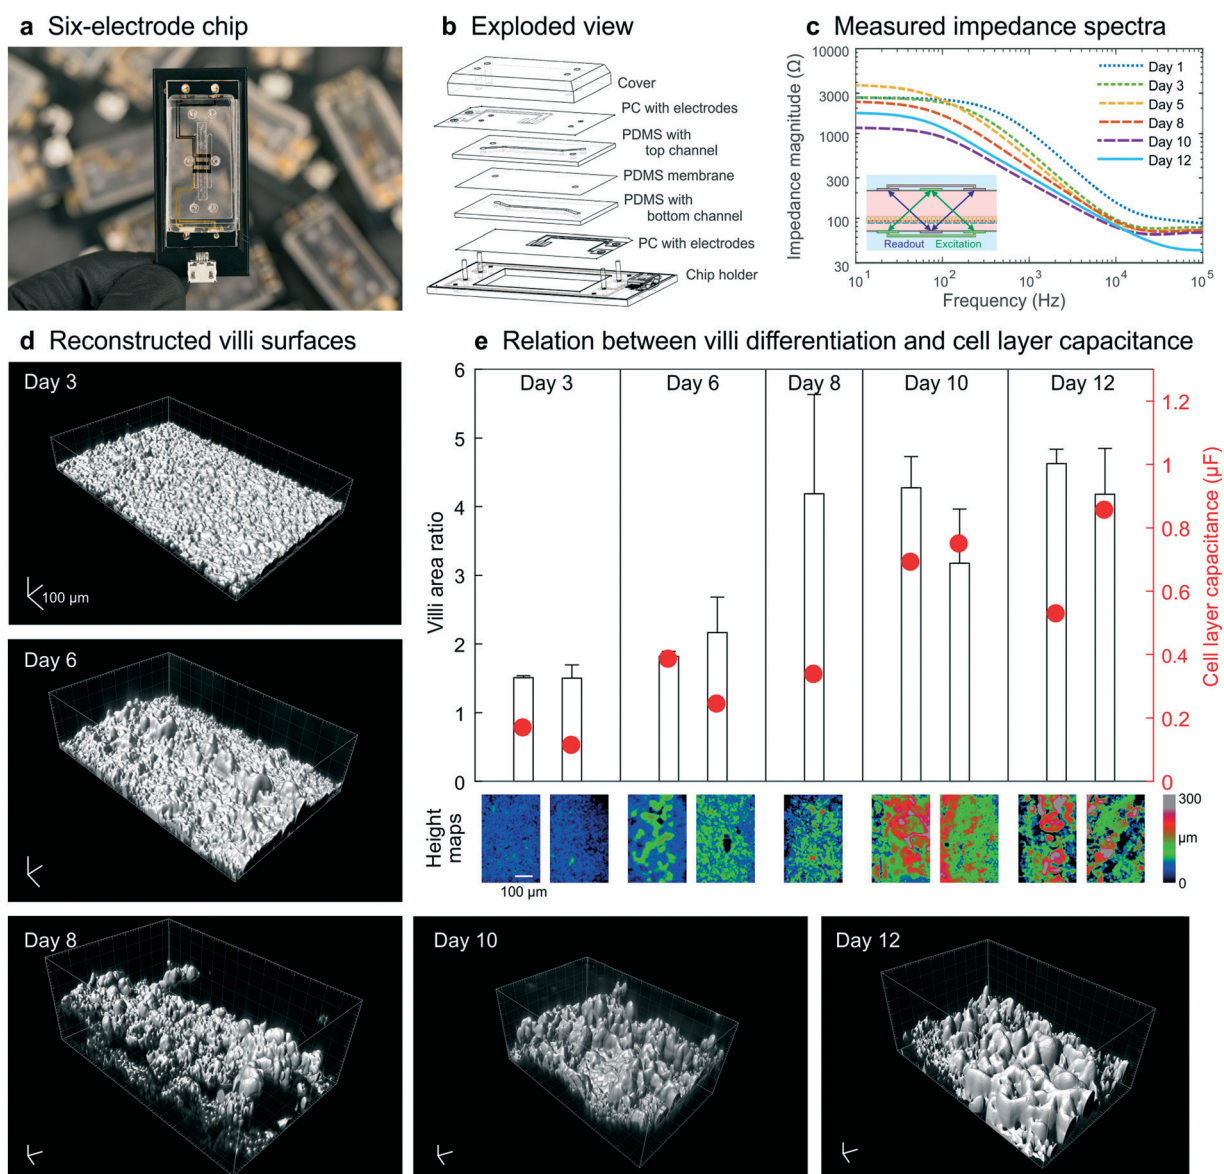 a Six-electrode chip
b Exploded view
Cover
PC with electrodes
PDMS with
top channel
PDMS membrane
PDMS with
bottom channel
PC with electrodes
Chip holder
c Measured impedance spectra
Impedance magnitude (Ω)
10000
3000
1000
300
100
30
Day 1
Day 3
Day 5
Day 8
Day 10
Day 12
Readout Excitation
10¹ 10² 10³ 10⁴ 10⁵
Frequency (Hz)
d Reconstructed villi surfaces
Day 3
100 µm
Day 6
Day 8
Day 10
Day 12
e Relation between villi differentiation and cell layer capacitance
Day 3 Day 6 Day 8 Day 10 Day 12
Villi area ratio
6
5
4
3
2
1
0
Cell layer capacitance (µF)
1.2
1
0.8
0.6
0.4
0.2
0
Height
maps
100 µm
300
µm
0